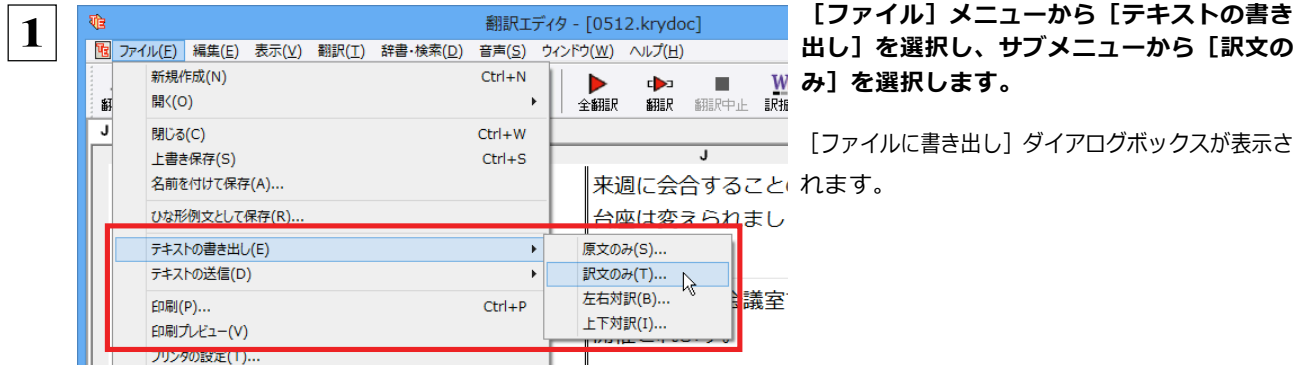 1
翻訳エディタ - [0512.krydoc]
ファイル(F) 編集(E) 表示(V) 翻訳(T) 辞書・検索(D) 音声(S) ウィンドウ(W) ヘルプ(H)
新規作成(N) Ctrl+N
開く(O)
閉じる(C) Ctrl+W
上書き保存(S) Ctrl+S
名前を付けて保存(A)...
ひな形例文として保存(R)...
テキストの書き出し(E)
テキストの送信(D)
印刷(P)... Ctrl+P
印刷プレビュー(V)
プリンタの設定(T)...
原文のみ(S)...
訳文のみ(T)...
左右対訳(B)...
上下対訳(I)...
全翻訳 翻訳 翻訳中止
J
J
来週に会合すること
台座は変えられまし
議室
［ファイル］メニューから［テキストの書き
出し］を選択し、サブメニューから［訳文の
み］を選択します。
［ファイルに書き出し］ダイアログボックスが表示さ
れます。